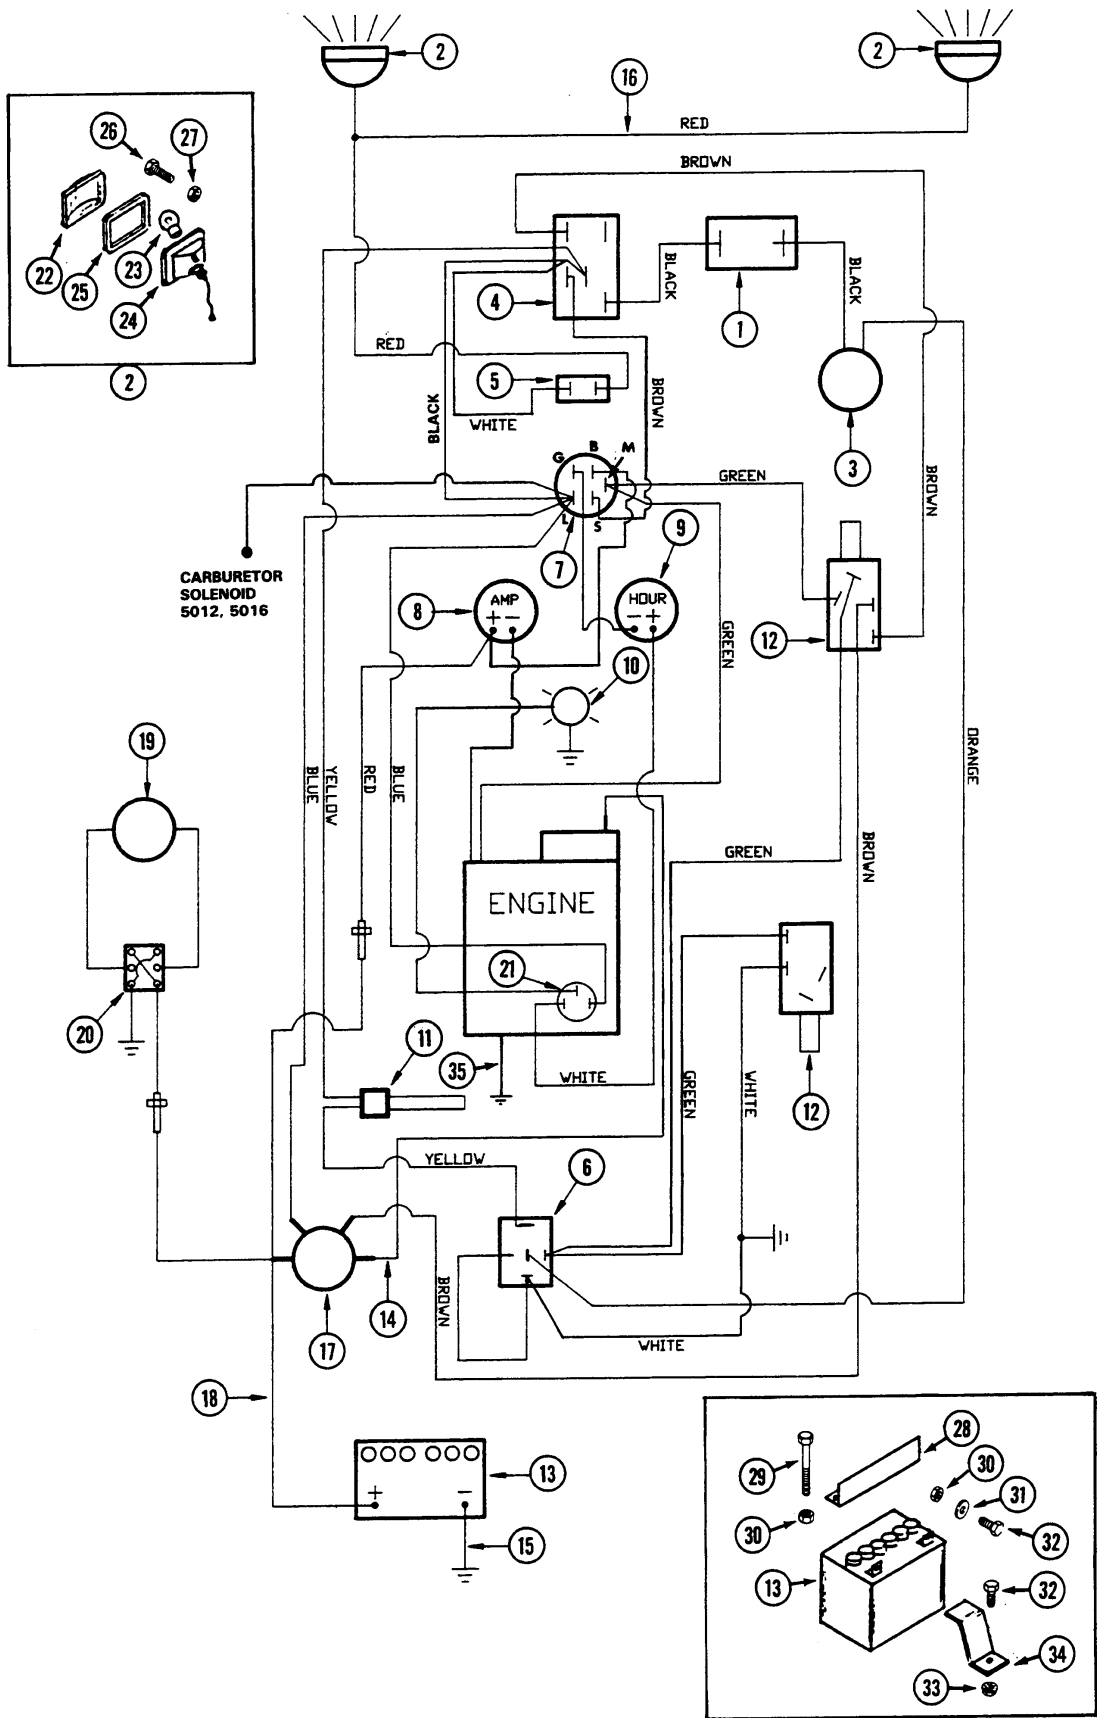 2
2
16
RED
26
27
BROWN
22
25
23
24
2
4
BLACK
1
BLACK
RED
5
BLACK
WHITE
BROWN
3
G
B
M
GREEN
BROWN
L
S
7
9
CARBURETOR
SOLENOID
5012, 5016
8
AMP
+ -
HOUR
- +
12
GREEN
10
19
BLUE
YELLOW
RED
BLUE
ORANGE
GREEN
BROWN
ENGINE
21
20
11
35
WHITE
GREEN
WHITE
12
YELLOW
6
BROWN
14
17
WHITE
18
13
+ -
15
28
29
30
31
30
32
13
32
34
33